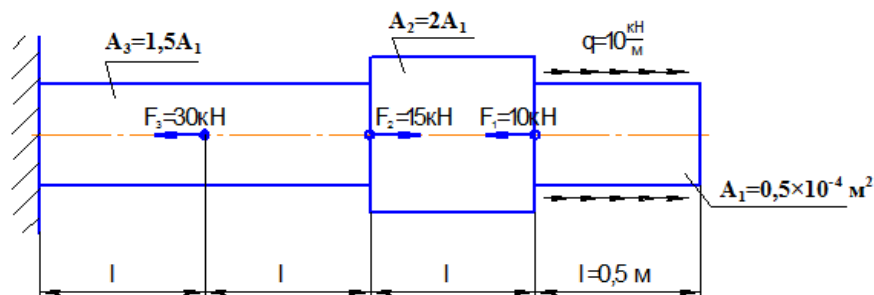 A₃=1,5A₁
A₂=2A₁
q=10 кН/м
F₃=30кН
F₂=15кН
F₁=10кН
A₁=0,5×10⁻⁴ м²
l
l
l
l=0,5 м